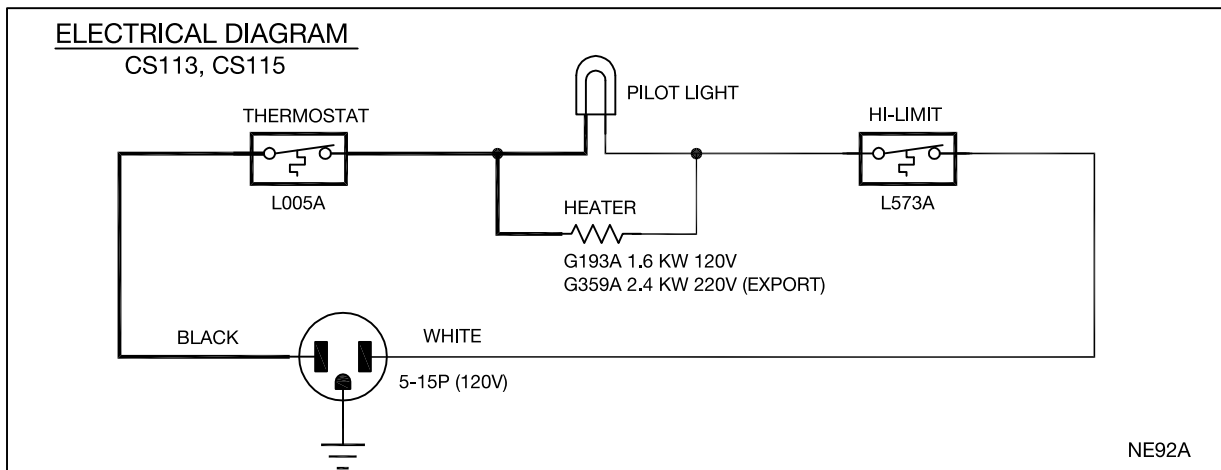 ELECTRICAL DIAGRAM
CS113, CS115
PILOT LIGHT
THERMOSTAT
HI-LIMIT
L005A
L573A
HEATER
G193A 1.6 KW 120V
G359A 2.4 KW 220V (EXPORT)
BLACK
WHITE
5-15P (120V)
NE92A